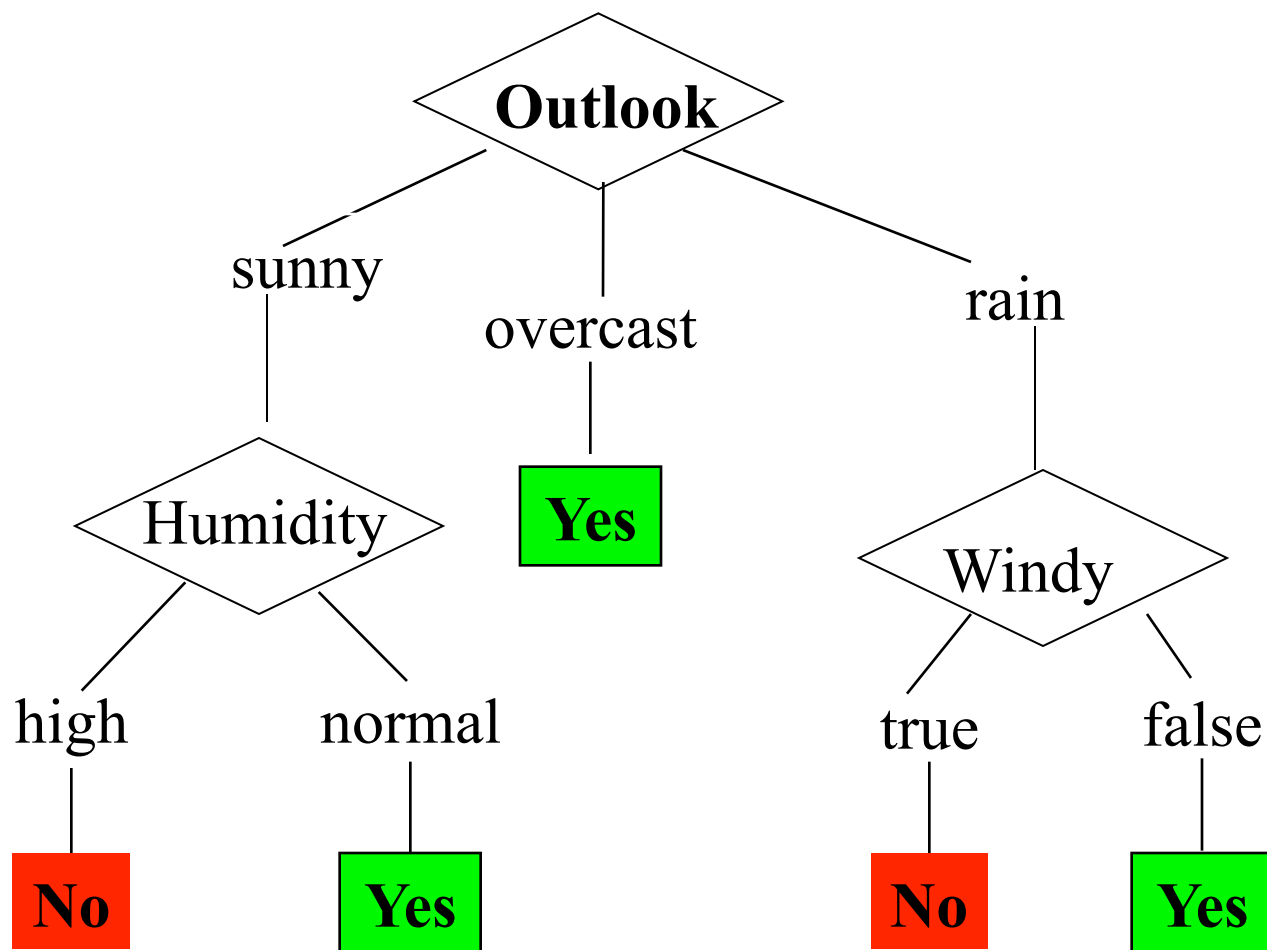 Outlook
sunny
overcast
rain
Humidity
Yes
Windy
high
normal
true
false
No
Yes
No
Yes